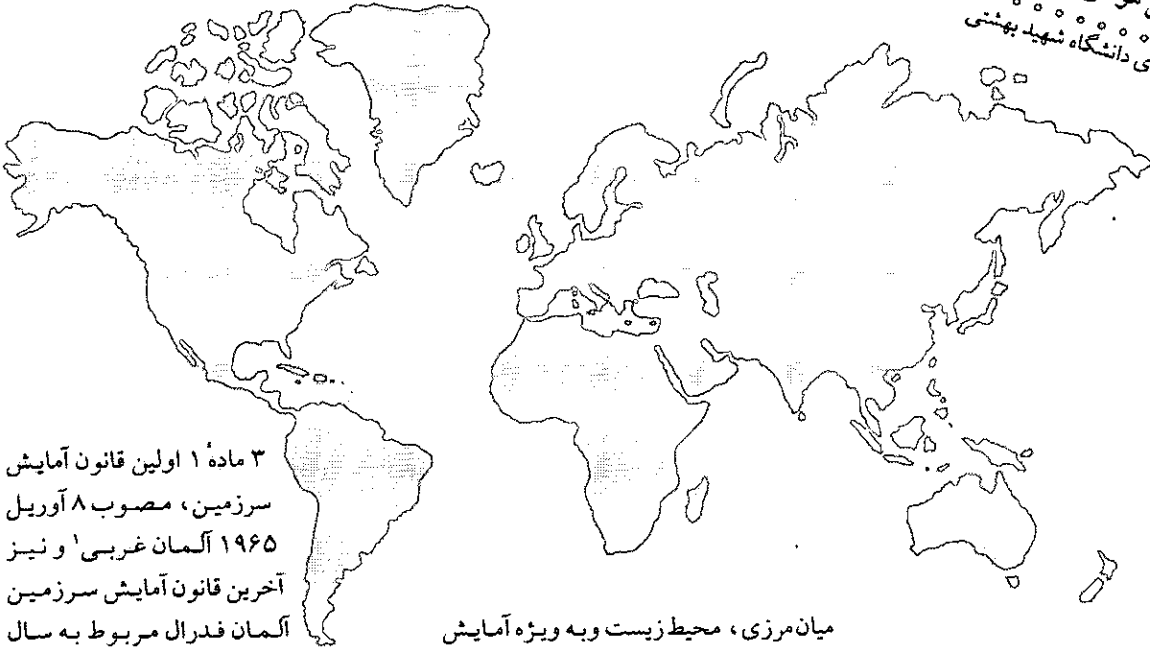 دانشگاه شهید بهشتی
میان‌مرزی، محیط زیست وبه ویژه آمایش
۳ مادهٔ ۱ اولین قانون آمایش
سرزمین، مصوب ۸ آوریل
۱۹۶۵ آلمان غربی۱ و نیز
آخرین قانون آمایش سرزمین
آلمان فدرال مربوط به سال